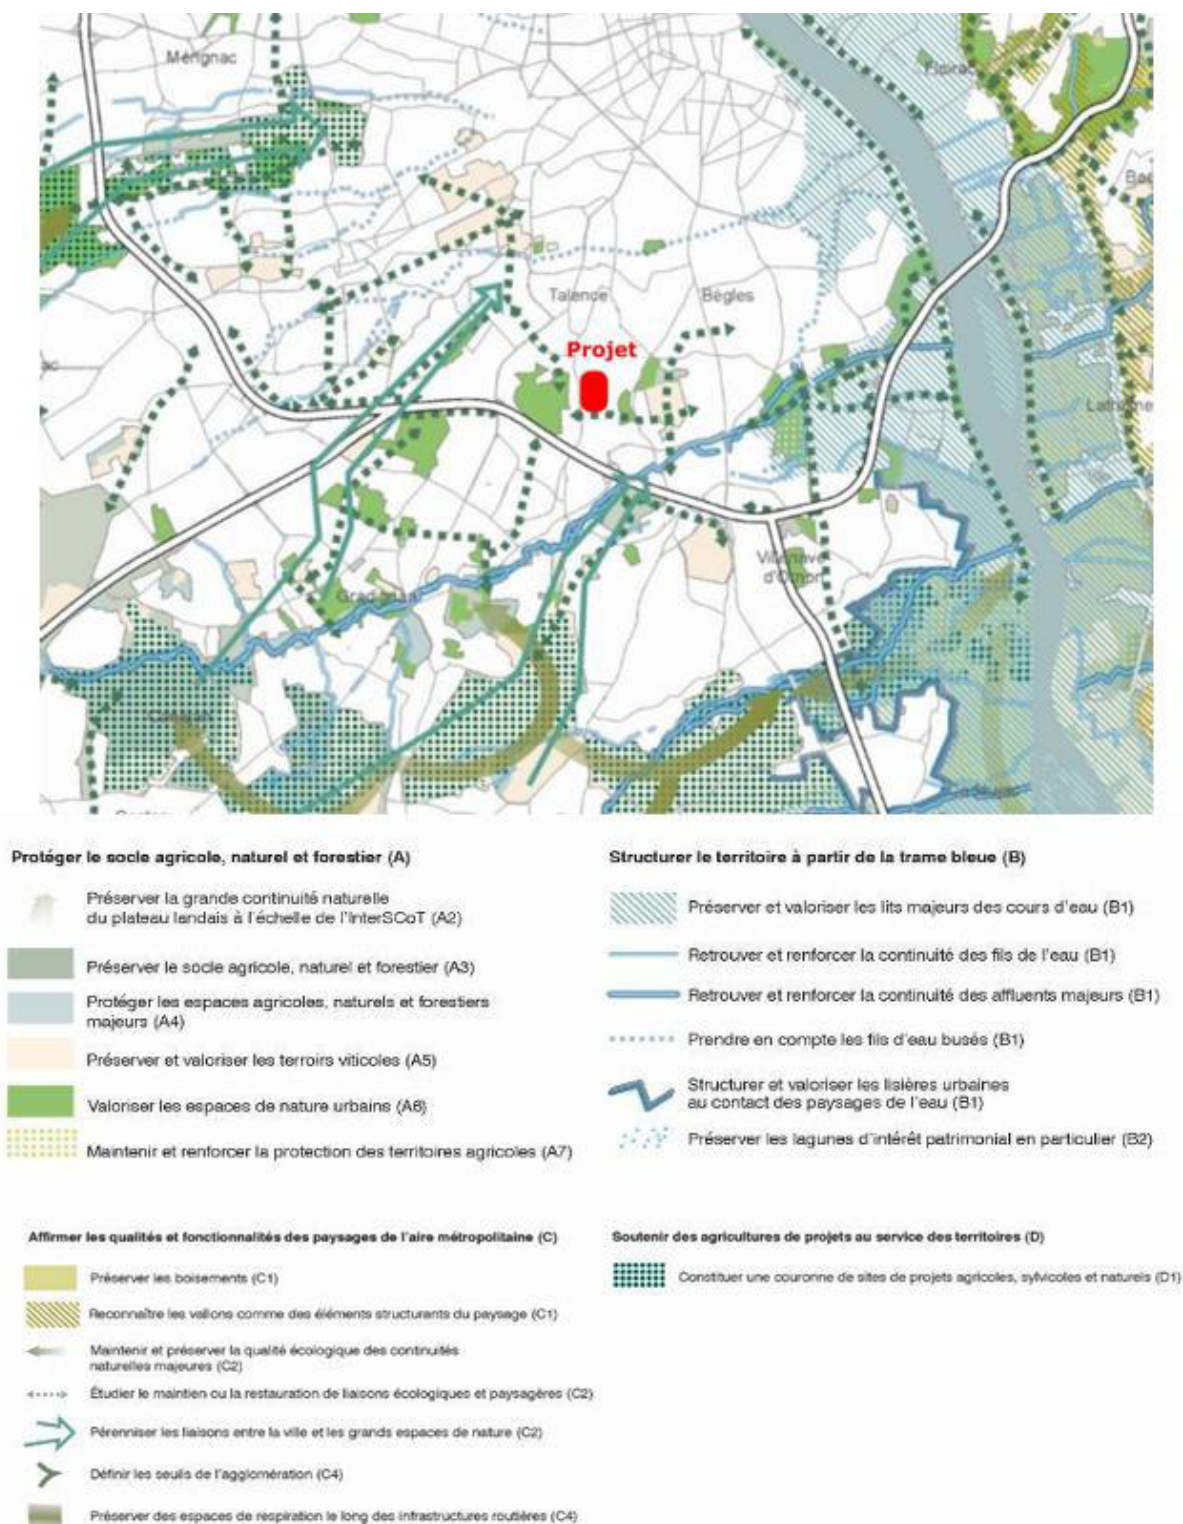 Mérignac
Floirac
Talence
Bègles
Projet
Villenave
d'Ornon
Gradignan
Protéger le socle agricole, naturel et forestier (A)
Préserver la grande continuité naturelle
du plateau landais à l'échelle de l'InterSCoT (A2)
Préserver le socle agricole, naturel et forestier (A3)
Protéger les espaces agricoles, naturels et forestiers
majeurs (A4)
Préserver et valoriser les terroirs viticoles (A5)
Valoriser les espaces de nature urbains (A6)
Maintenir et renforcer la protection des territoires agricoles (A7)
Structurer le territoire à partir de la trame bleue (B)
Préserver et valoriser les lits majeurs des cours d'eau (B1)
Retrouver et renforcer la continuité des fils de l'eau (B1)
Retrouver et renforcer la continuité des affluents majeurs (B1)
Prendre en compte les fils d'eau busés (B1)
Structurer et valoriser les lisières urbaines
au contact des paysages de l'eau (B1)
Préserver les lagunes d'intérêt patrimonial en particulier (B2)
Affirmer les qualités et fonctionnalités des paysages de l'aire métropolitaine (C)
Préserver les boisements (C1)
Reconnaître les vallons comme des éléments structurants du paysage (C1)
Maintenir et préserver la qualité écologique des continuités
naturelles majeures (C2)
Étudier le maintien ou la restauration de liaisons écologiques et paysagères (C2)
Pérenniser les liaisons entre la ville et les grands espaces de nature (C2)
Définir les seuils de l'agglomération (C4)
Préserver des espaces de respiration le long des infrastructures routières (C4)
Soutenir des agricultures de projets au service des territoires (D)
Constituer une couronne de sites de projets agricoles, sylvicoles et naturels (D1)